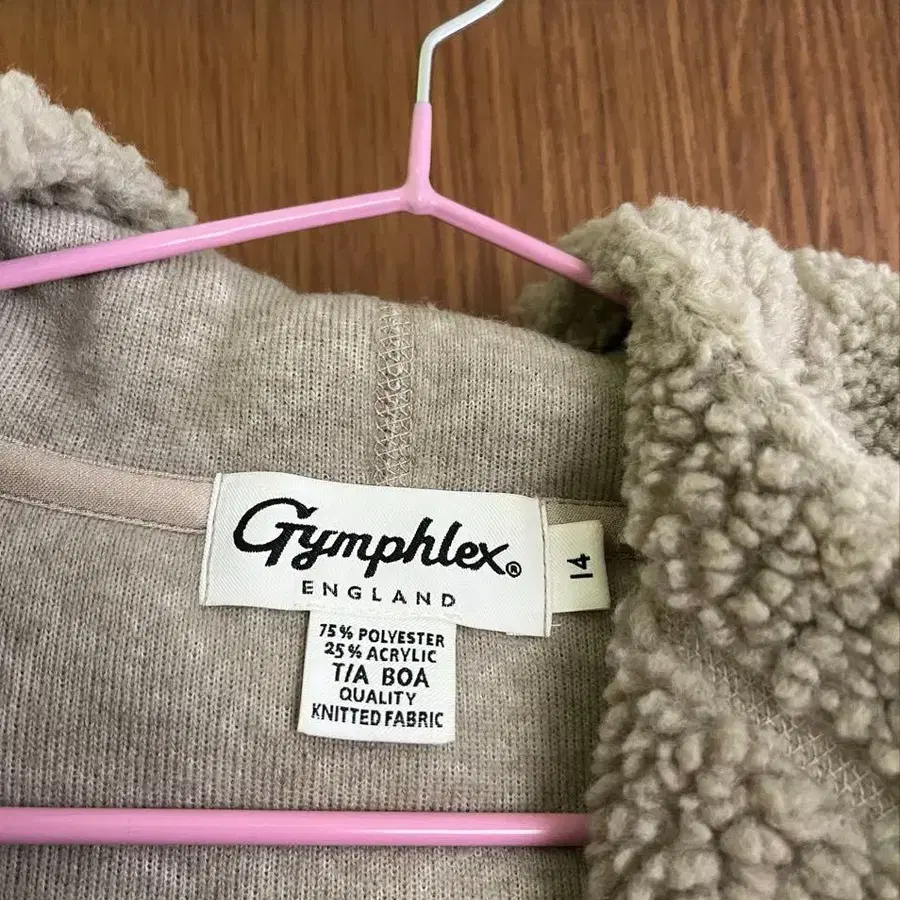 Gymphlex®
ENGLAND
14
75% POLYESTER
25% ACRYLIC
T/A BOA
QUALITY
KNITTED FABRIC